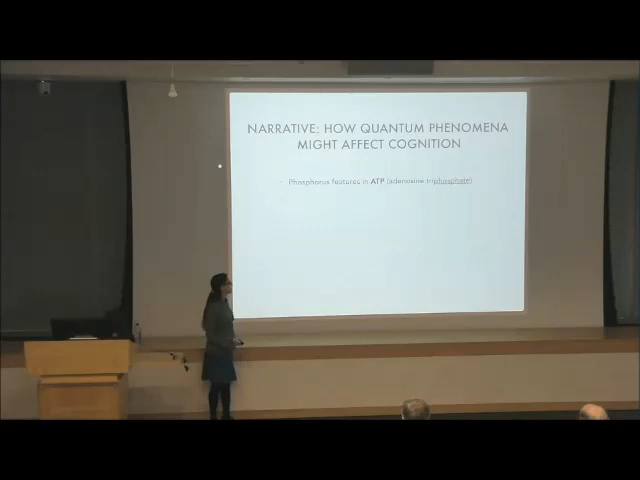 NARRATIVE: HOW QUANTUM PHENOMENA
MIGHT AFFECT COGNITION
Phosphorus features in ATP (adenosine triphosphate)